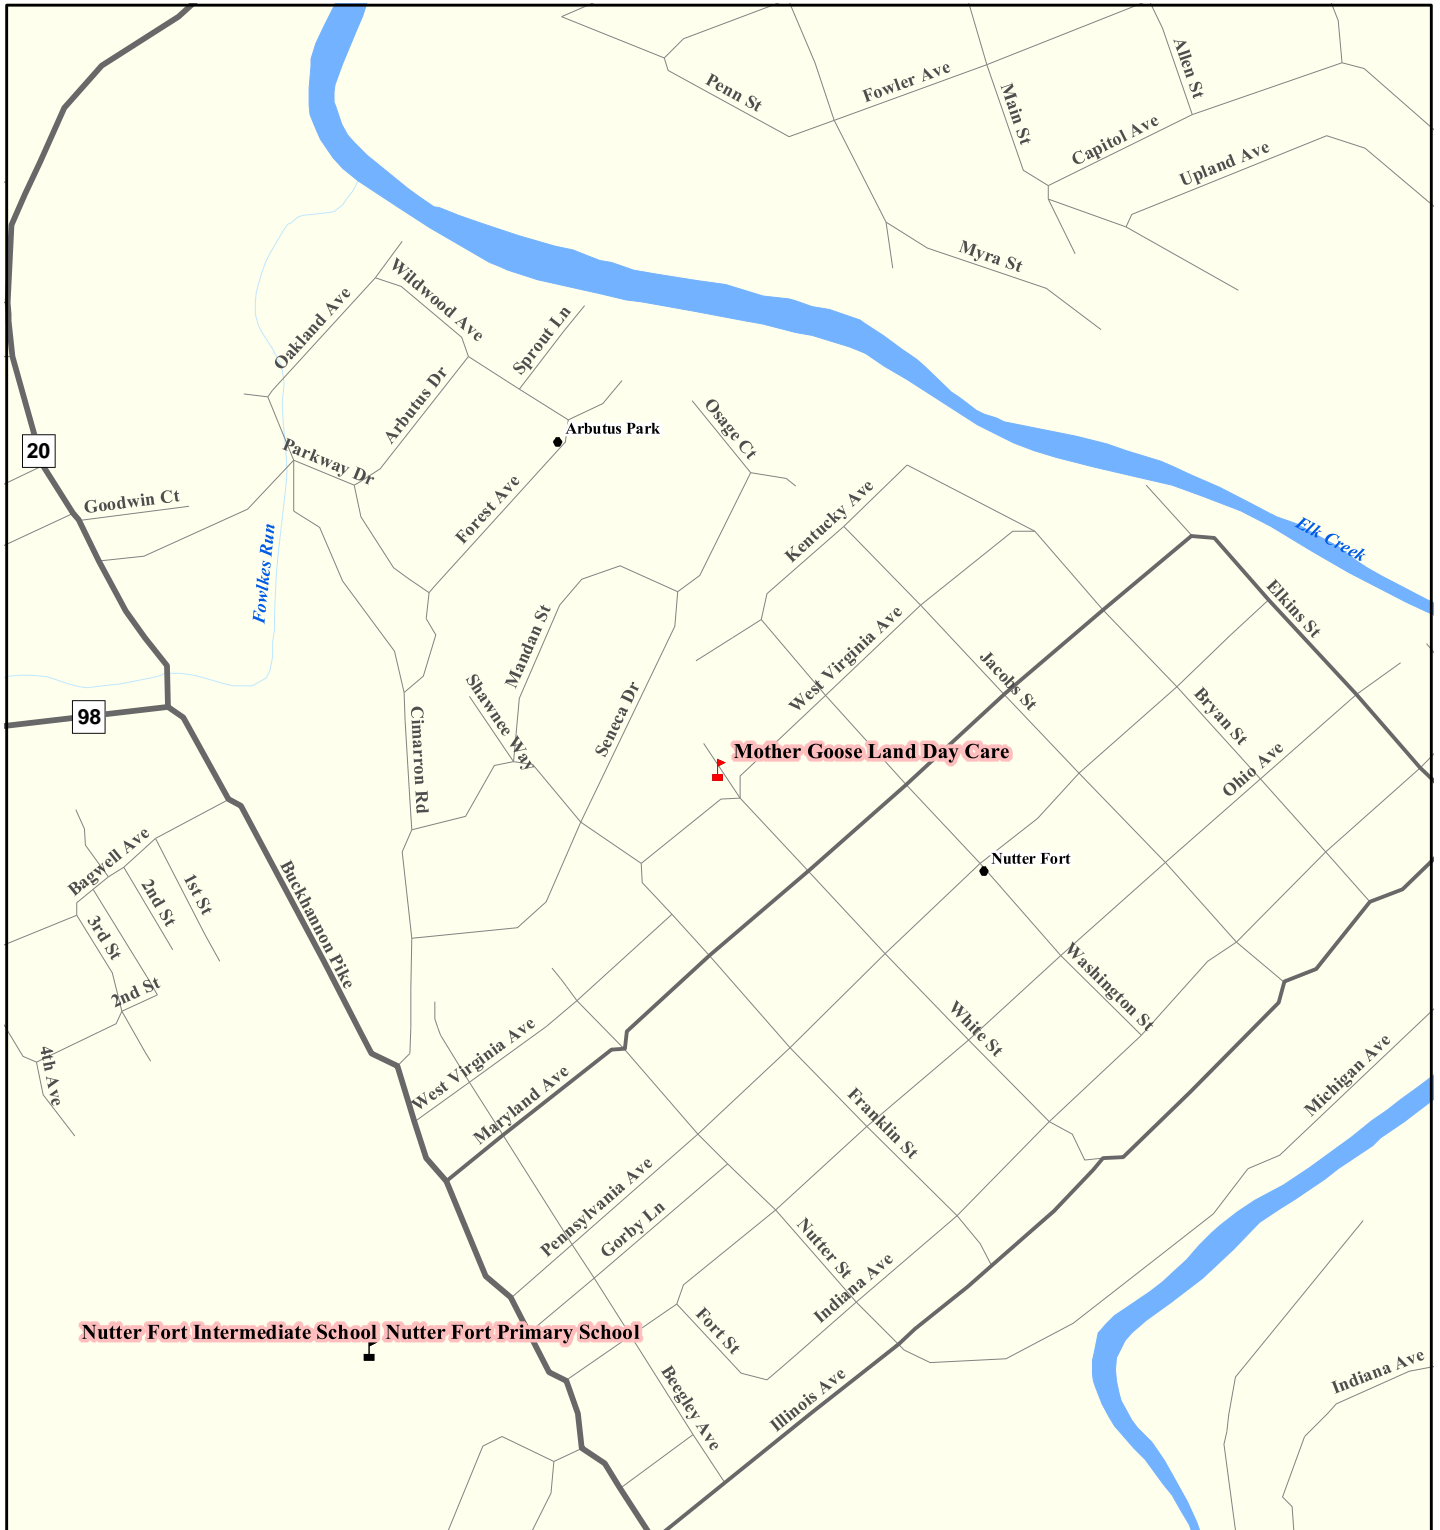 Penn St
Fowler Ave
Main St
Allen St
Capitol Ave
Upland Ave
Myra St
Wildwood Ave
Oakland Ave
Sprout Ln
Arbutus Dr
Arbutus Park
Osage Ct
20
Parkway Dr
Goodwin Ct
Forest Ave
Kentucky Ave
Elk Creek
Fowlkes Run
Elkins St
Mandan St
West Virginia Ave
Jacobs St
Shawnee Way
Seneca Dr
Bryan St
98
Cimarron Rd
Mother Goose Land Day Care
Ohio Ave
Bagwell Ave
2nd St
1st St
Buckhannon Pike
Nutter Fort
3rd St
2nd St
Washington St
White St
4th Ave
West Virginia Ave
Maryland Ave
Michigan Ave
Franklin St
Pennsylvania Ave
Gorby Ln
Nutter St
Indiana Ave
Nutter Fort Intermediate School
Nutter Fort Primary School
Fort St
Beegley Ave
Illinois Ave
Indiana Ave